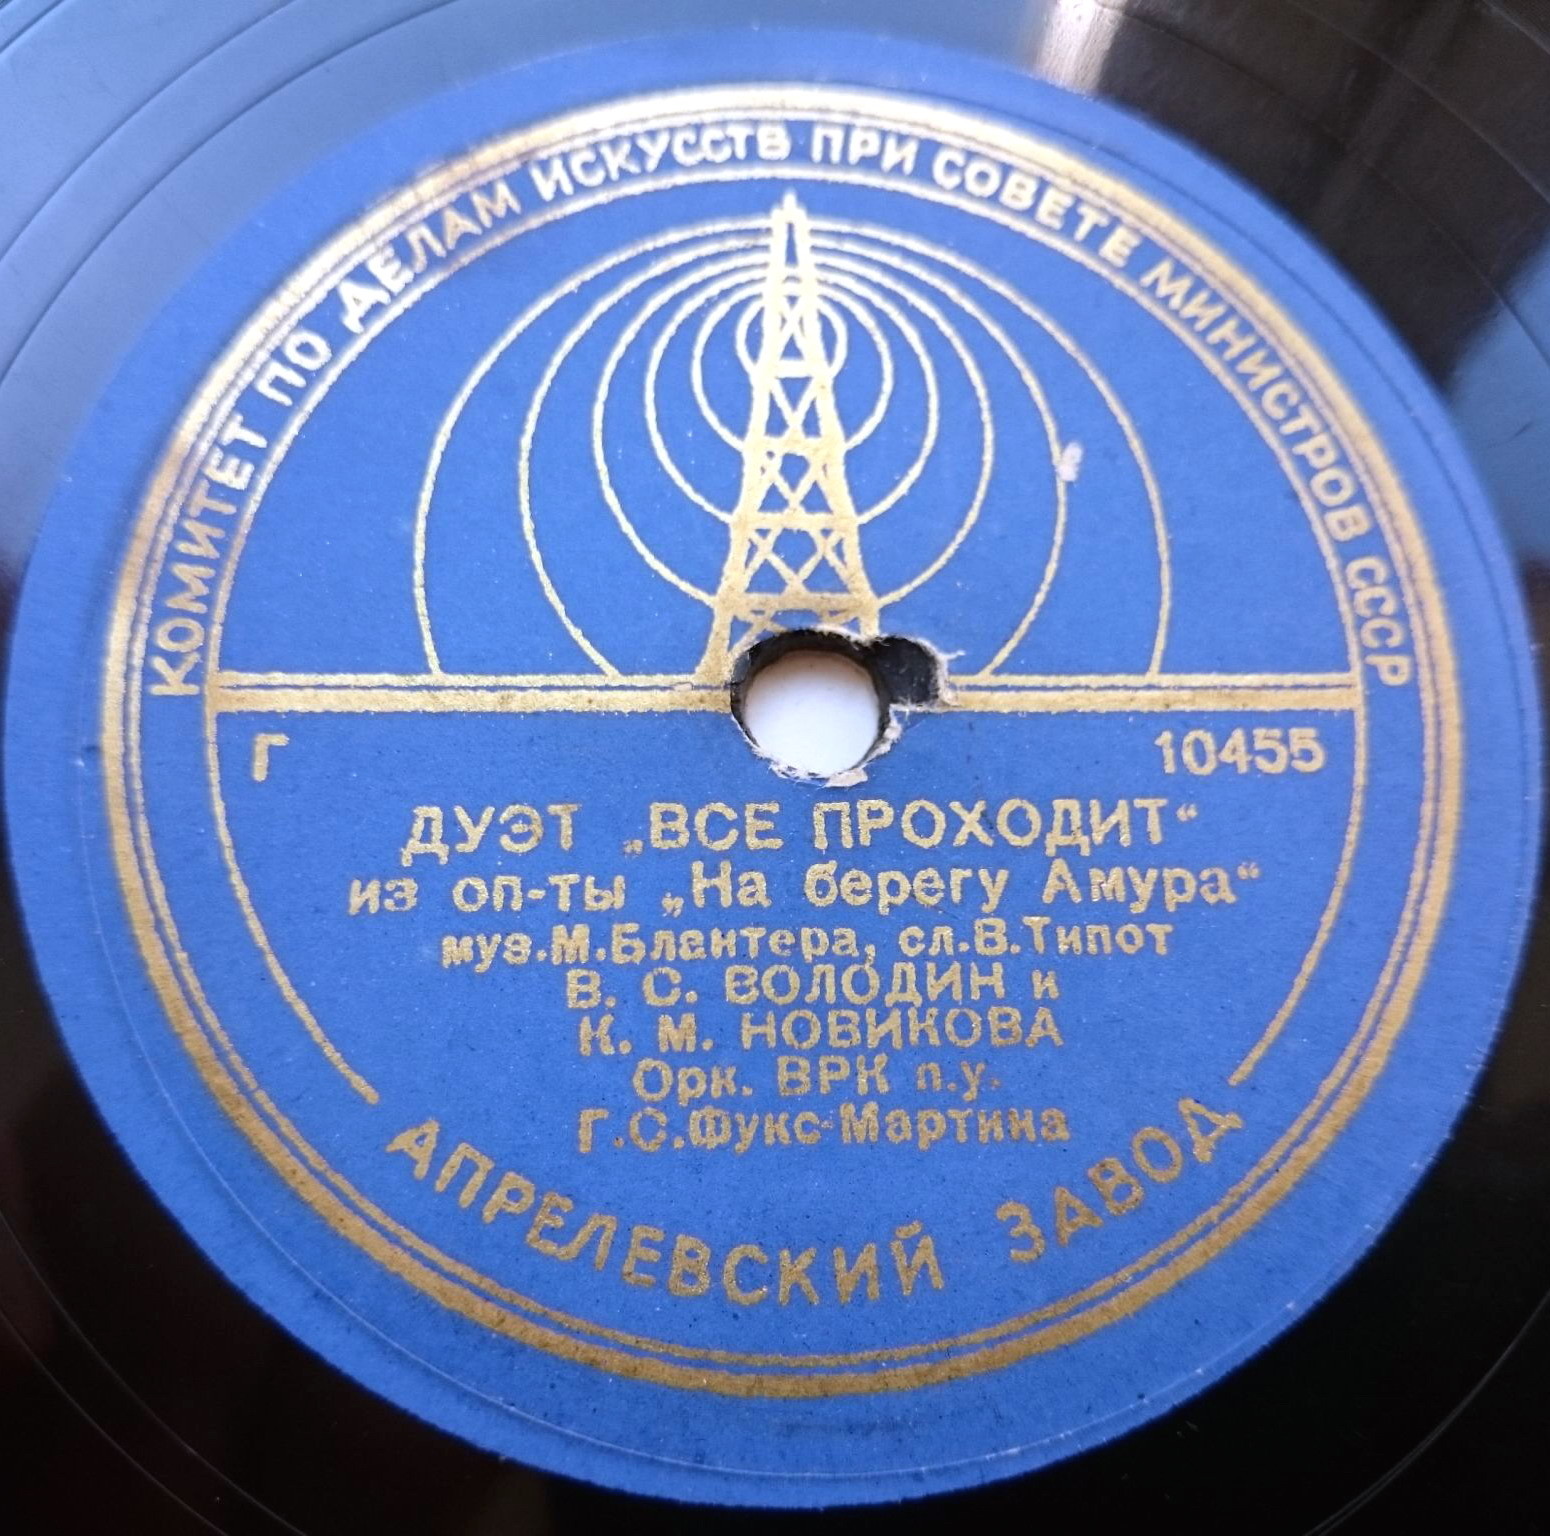 КОМИТЕТ ПО ДЕЛАМ ИСКУССТВ ПРИ СОВЕТЕ МИНИСТРОВ СССР
Г 10455
ДУЭТ „ВСЕ ПРОХОДИТ“
из оп-ты „На берегу Амура“
муз.М.Блантера, сл.В.Типот
В. С. ВОЛОДИН и
К. М. НОВИКОВА
Орк. ВРК п.у.
Г.С.Фукс-Мартина
АПРЕЛЕВСКИЙ ЗАВОД